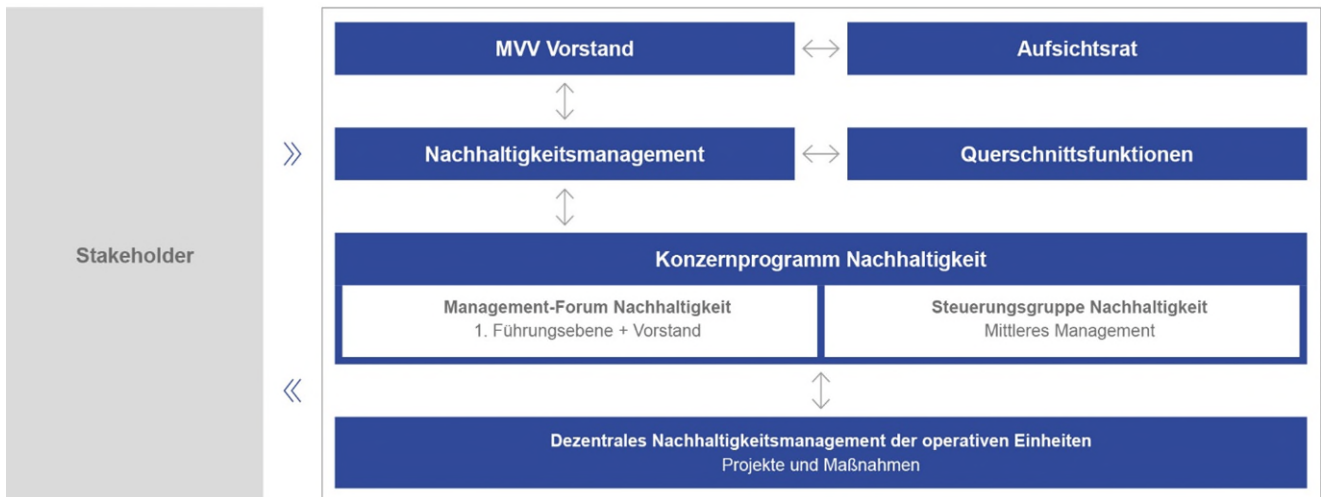 Stakeholder
MVV Vorstand
Aufsichtsrat
Nachhaltigkeitsmanagement
Querschnittsfunktionen
Konzernprogramm Nachhaltigkeit
Management-Forum Nachhaltigkeit
1. Führungsebene + Vorstand
Steuerungsgruppe Nachhaltigkeit
Mittleres Management
Dezentrales Nachhaltigkeitsmanagement der operativen Einheiten
Projekte und Maßnahmen